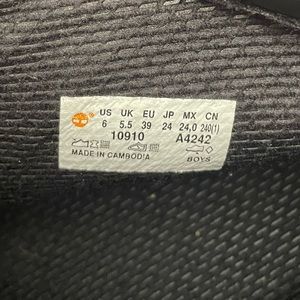 US UK EU JP MX CN
6 5.5 39 24 24,0 240(1)
10910 A4242
MADE IN CAMBODIA BOYS